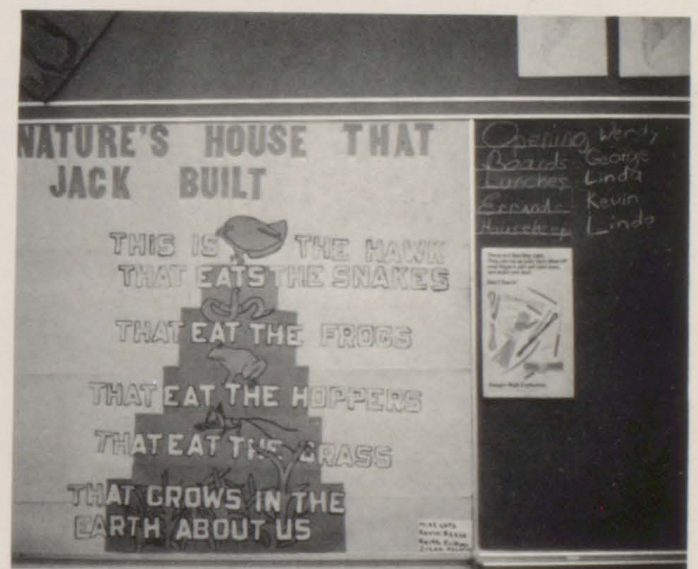 NATURE'S HOUSE THAT
JACK BUILT
THIS IS THE HAWK
THAT EATS THE SNAKES
THAT EAT THE FROGS
THAT EAT THE HOPPERS
THAT EAT THE GRASS
THAT GROWS IN THE
EARTH ABOUT US
Opening Wendy
Boards George
Lunches Linda
Errands Kevin
Housekeep Linda